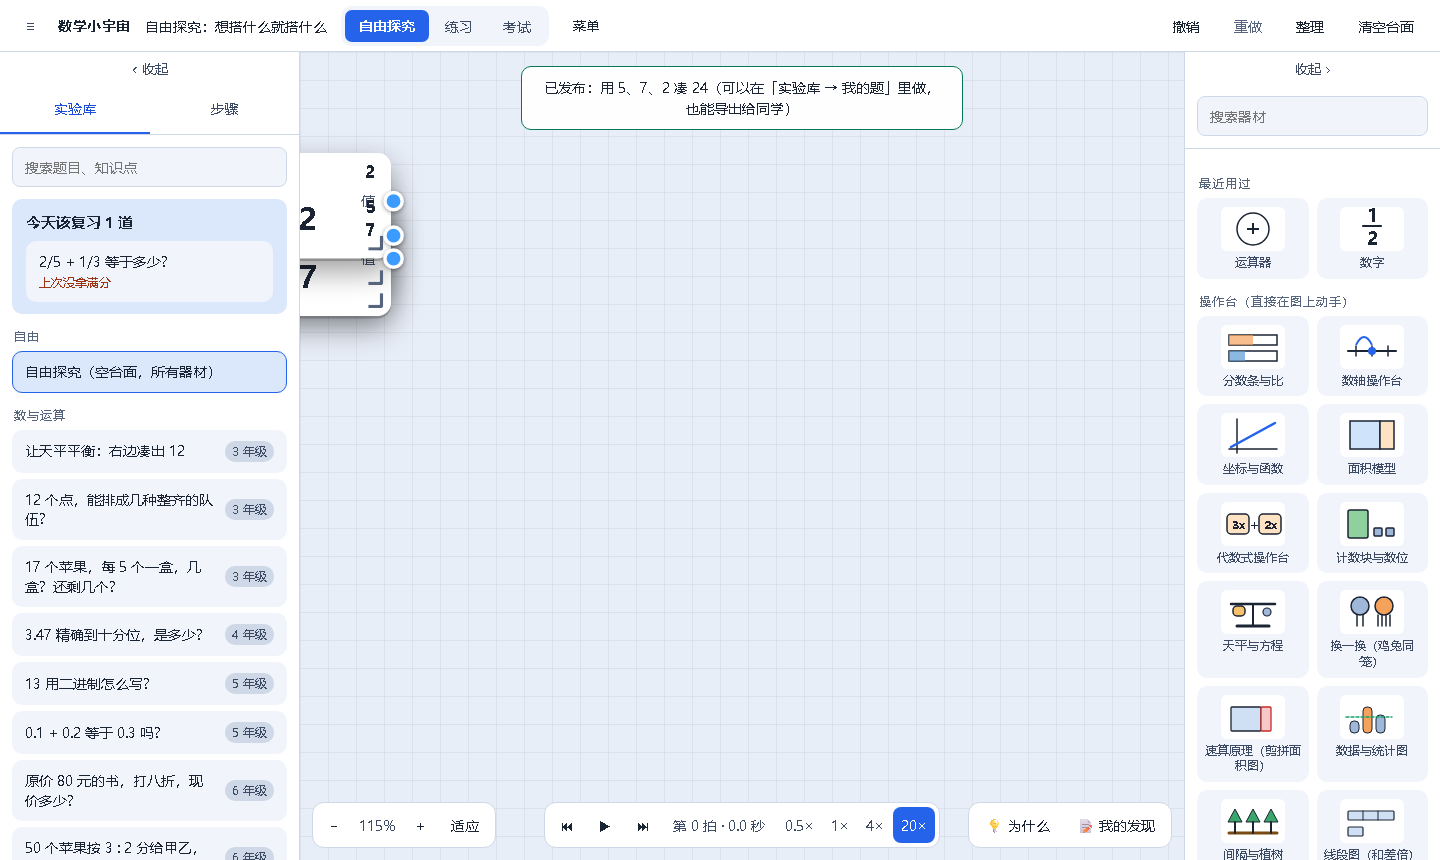 ≡ 数学小宇宙 自由探究：想搭什么就搭什么 自由探究 练习 考试 菜单 撤销 重做 整理 清空台面
‹ 收起
实验库 步骤
搜索题目、知识点
今天该复习 1 道
2/5 + 1/3 等于多少？
上次没拿满分
自由
自由探究（空台面，所有器材）
数与运算
让天平平衡：右边凑出 12 3 年级
12 个点，能排成几种整齐的队
伍？
3 年级
17 个苹果，每 5 个一盒，几
盒？还剩几个？
3 年级
3.47 精确到十分位，是多少？ 4 年级
13 用二进制怎么写？ 5 年级
0.1 + 0.2 等于 0.3 吗？ 5 年级
原价 80 元的书，打八折，现
价多少？
6 年级
50 个苹果按 3 : 2 分给甲乙，
6 年级
已发布：用 5、7、2 凑 24（可以在「实验库 → 我的题」里做，
也能导出给同学）
2
值
5
2
7
值
7
− 115% + 适应
⏮ ▶ ⏭ 第 0 拍 · 0.0 秒 0.5× 1× 4× 20×
💡 为什么 📝 我的发现
收起 ›
搜索器材
最近用过
运算器
1
2
数字
操作台（直接在图上动手）
分数条与比
数轴操作台
坐标与函数
面积模型
3x + 2x
代数式操作台
计数块与数位
天平与方程
换一换（鸡兔同
笼）
速算原理（剪拼面
积图）
数据与统计图
间隔与植树
线段图（和差倍）